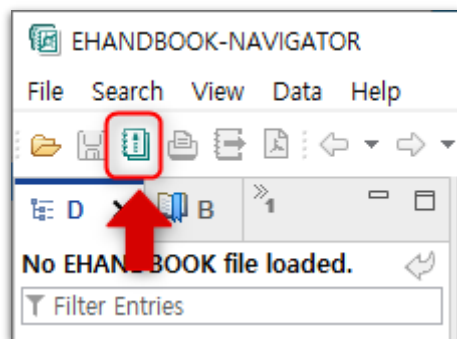 EHANDBOOK-NAVIGATOR
File Search View Data Help
D B 1
No EHANDBOOK file loaded.
Filter Entries